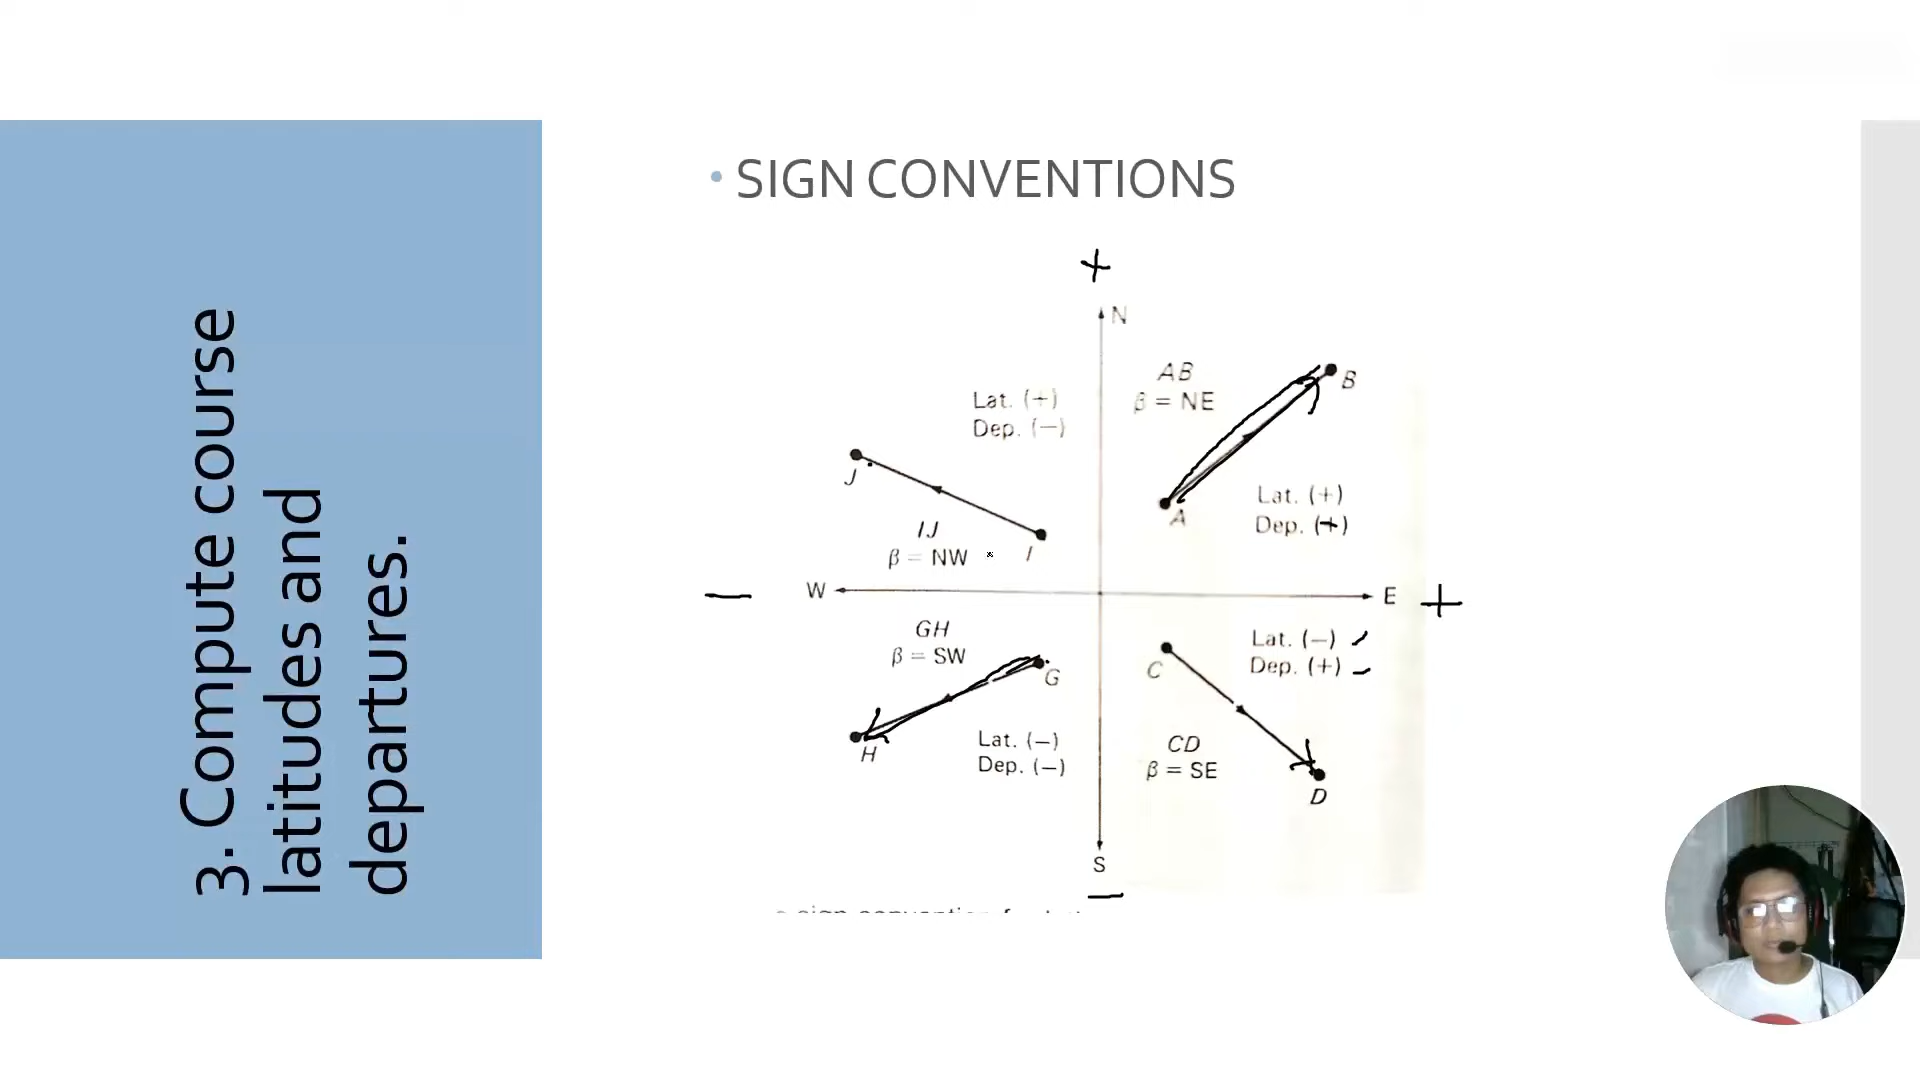 3. Compute course
latitudes and
departures.
• SIGN CONVENTIONS
+
N
AB
β = NE
B
Lat. (+)
Dep. (−)
J
A
Lat. (+)
Dep. (+)
IJ
β = NW
I
−
W
E
+
GH
β = SW
G
C
Lat. (−)
Dep. (+)
H
Lat. (−)
Dep. (−)
CD
β = SE
D
S
−